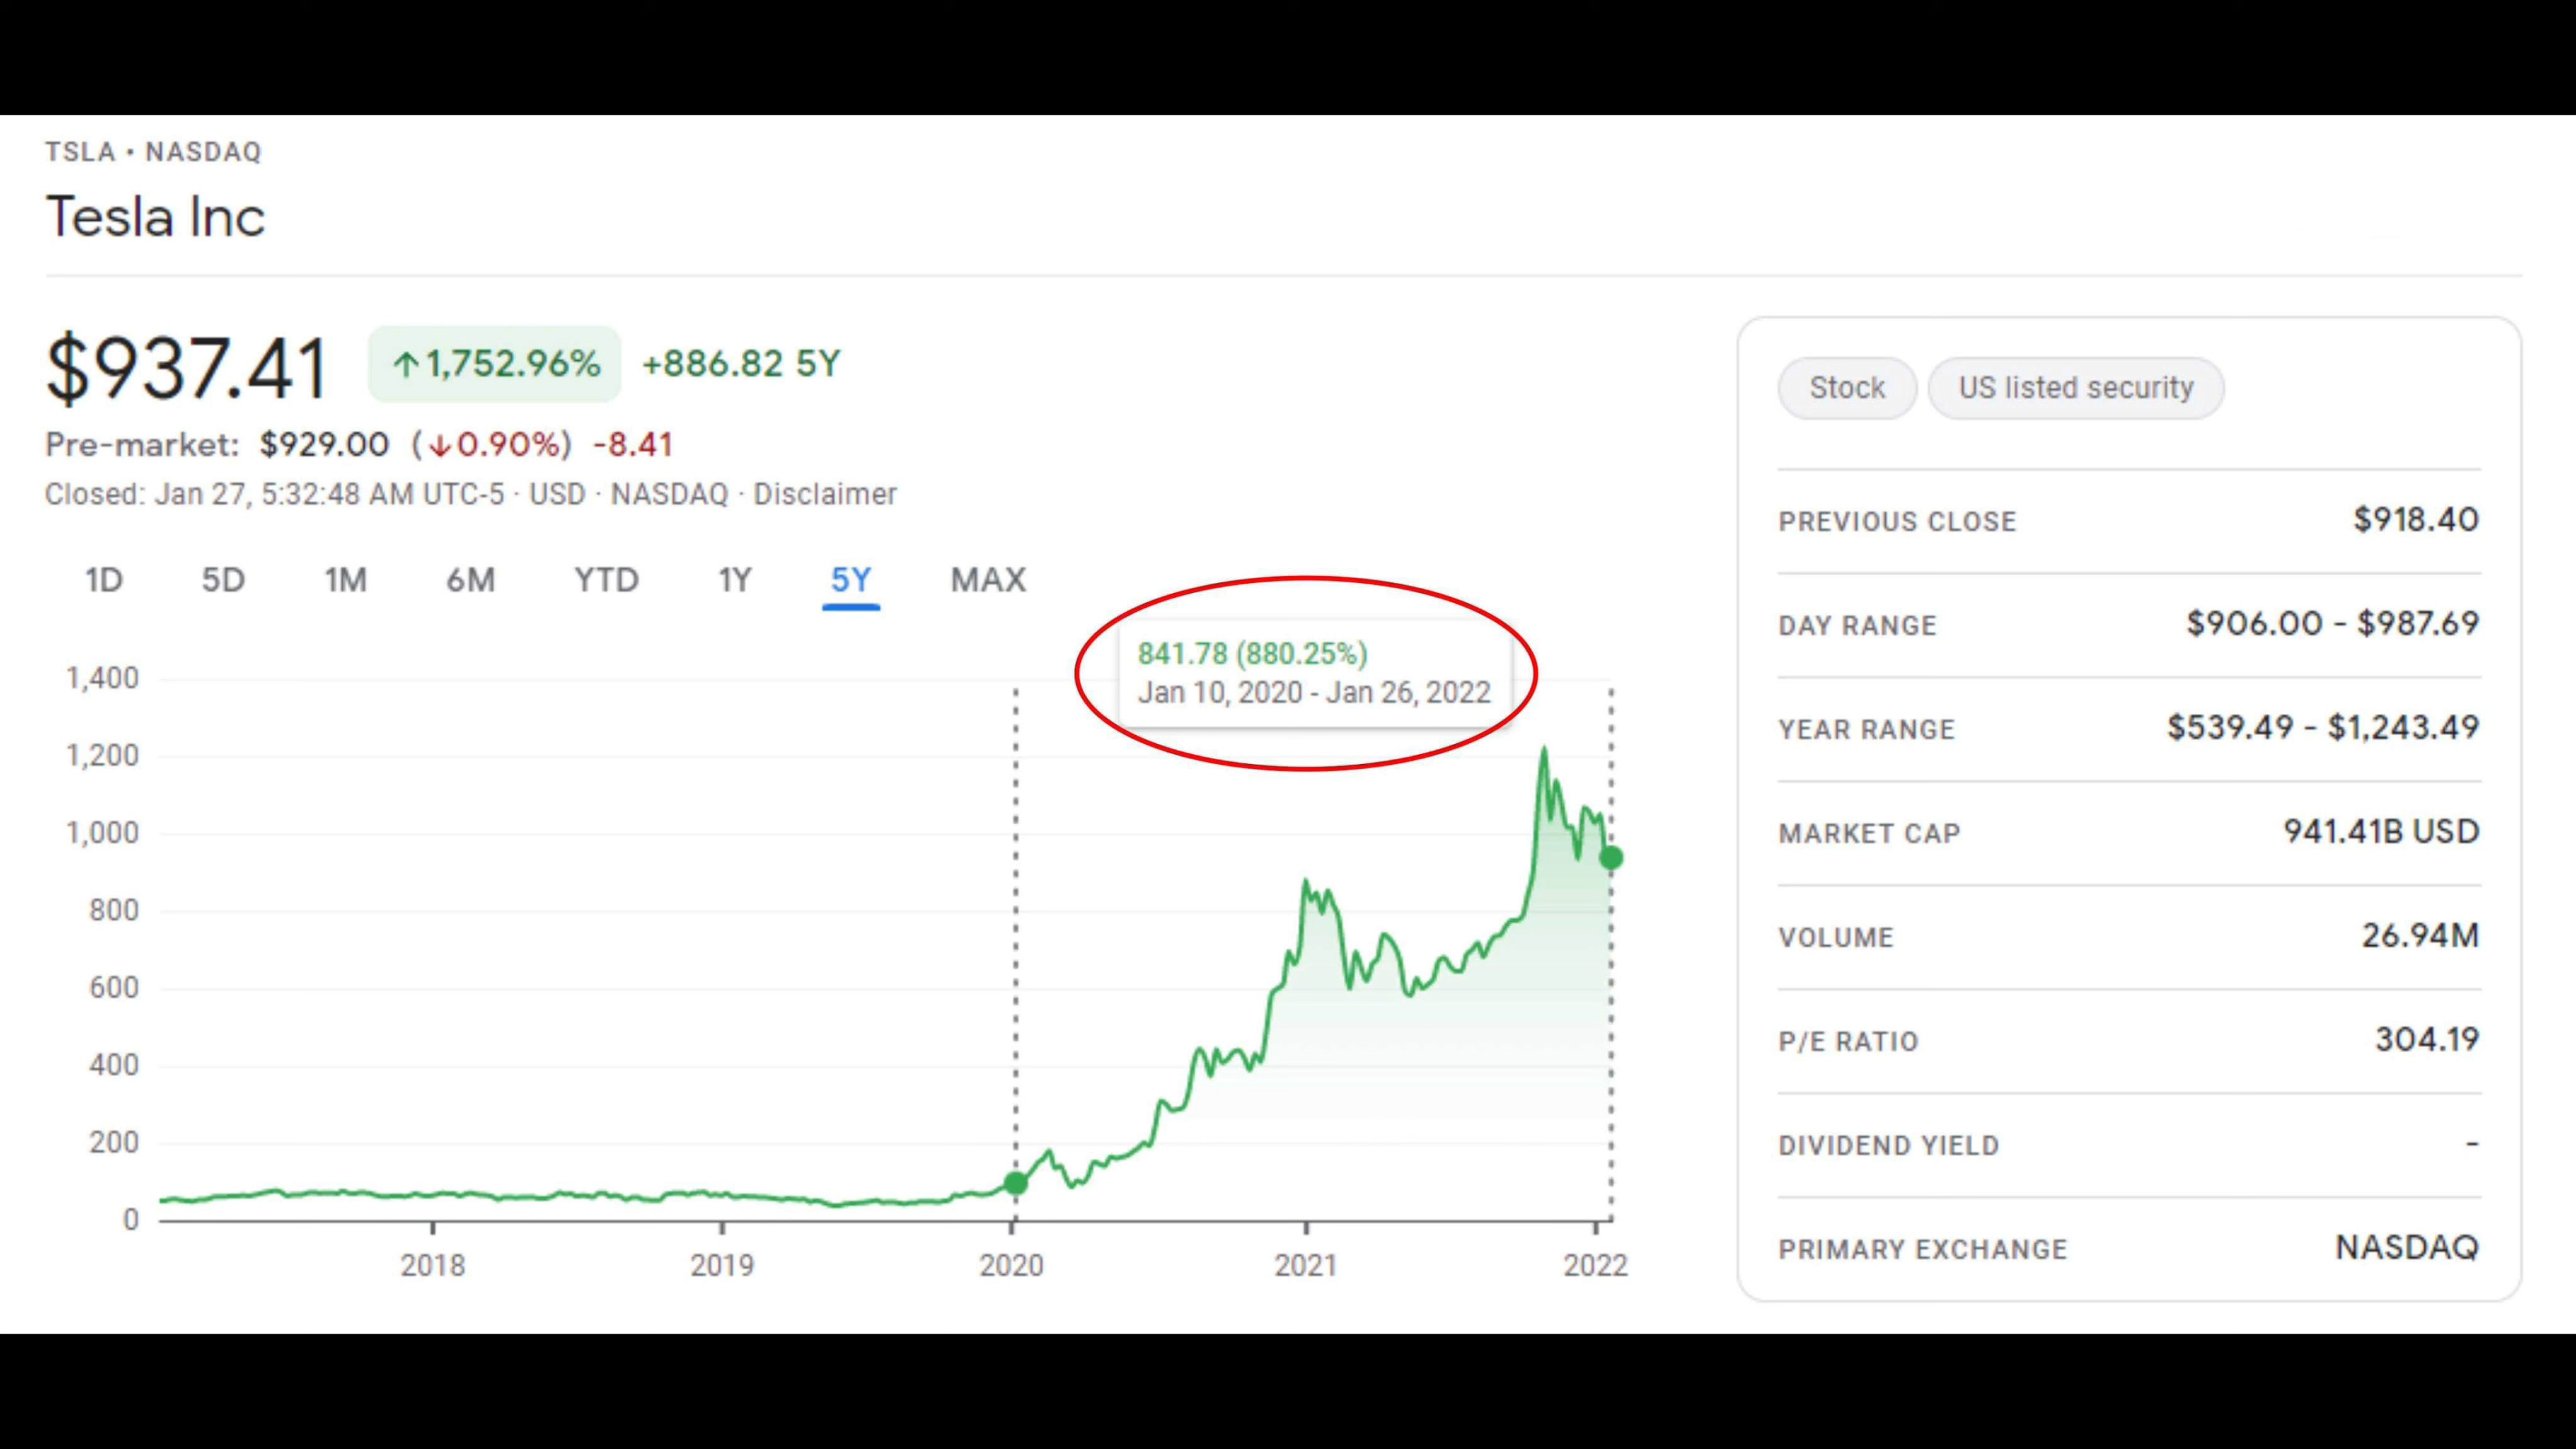 TSLA • NASDAQ
Tesla Inc
$937.41 ↑1,752.96% +886.82 5Y
Pre-market: $929.00 (↓0.90%) -8.41
Closed: Jan 27, 5:32:48 AM UTC-5 · USD · NASDAQ · Disclaimer
1D 5D 1M 6M YTD 1Y 5Y MAX
841.78 (880.25%)
Jan 10, 2020 - Jan 26, 2022
1,400
1,200
1,000
800
600
400
200
0
2018 2019 2020 2021 2022
Stock US listed security
PREVIOUS CLOSE $918.40
DAY RANGE $906.00 - $987.69
YEAR RANGE $539.49 - $1,243.49
MARKET CAP 941.41B USD
VOLUME 26.94M
P/E RATIO 304.19
DIVIDEND YIELD -
PRIMARY EXCHANGE NASDAQ